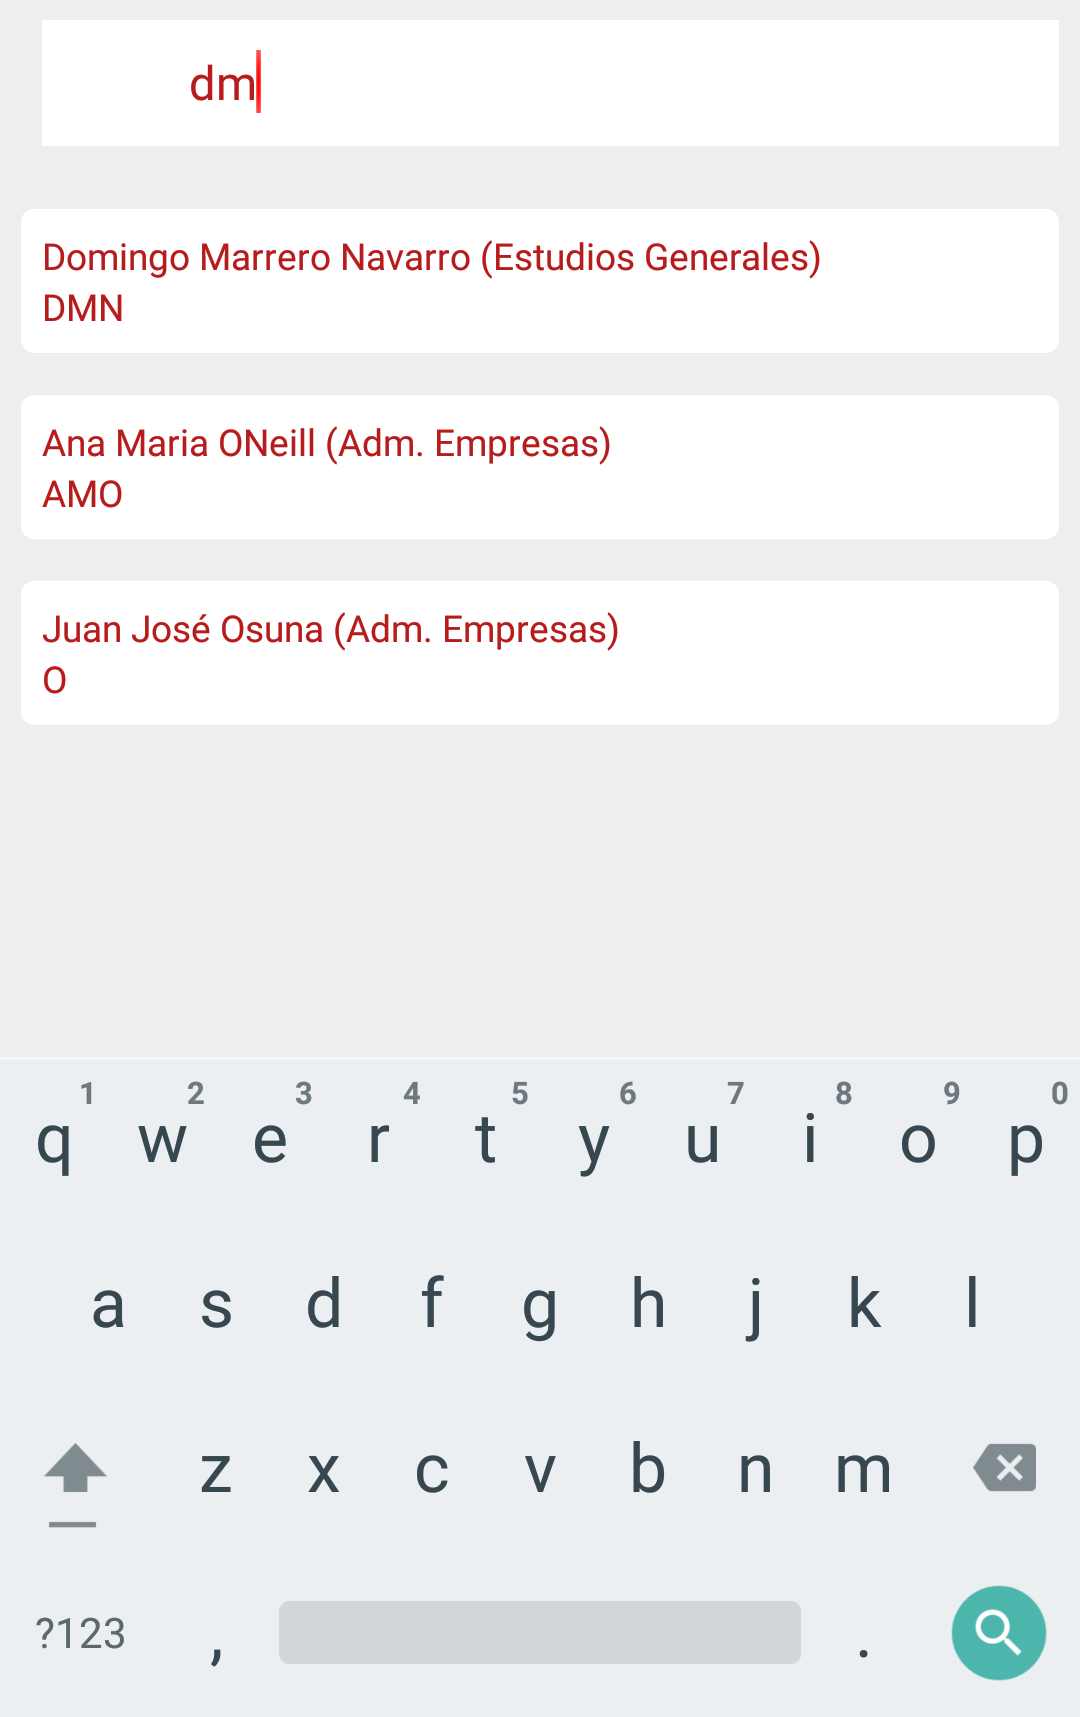 dm
Domingo Marrero Navarro (Estudios Generales)
DMN
Ana Maria ONeill (Adm. Empresas)
AMO
Juan José Osuna (Adm. Empresas)
O
1 2 3 4 5 6 7 8 9 0
q w e r t y u i o p
a s d f g h j k l
z x c v b n m
?123 , .